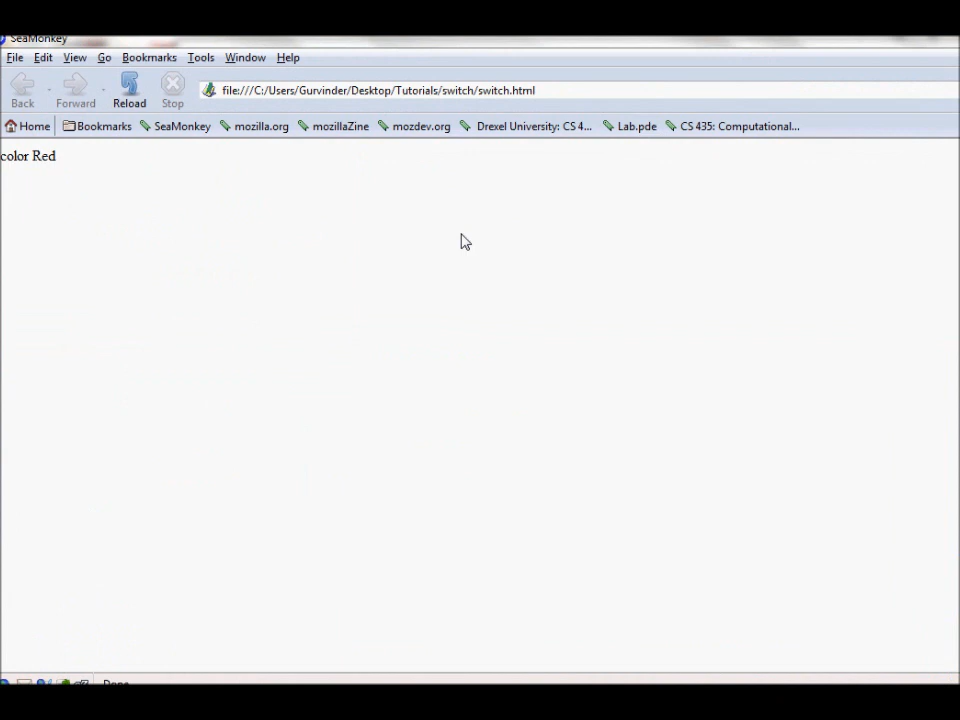 SeaMonkey
File Edit View Go Bookmarks Tools Window Help
Back Forward Reload Stop file:///C:/Users/Gurvinder/Desktop/Tutorials/switch/switch.html
Home Bookmarks SeaMonkey mozilla.org mozillaZine mozdev.org Drexel University: CS 4... Lab.pde CS 435: Computational...
color Red
Done